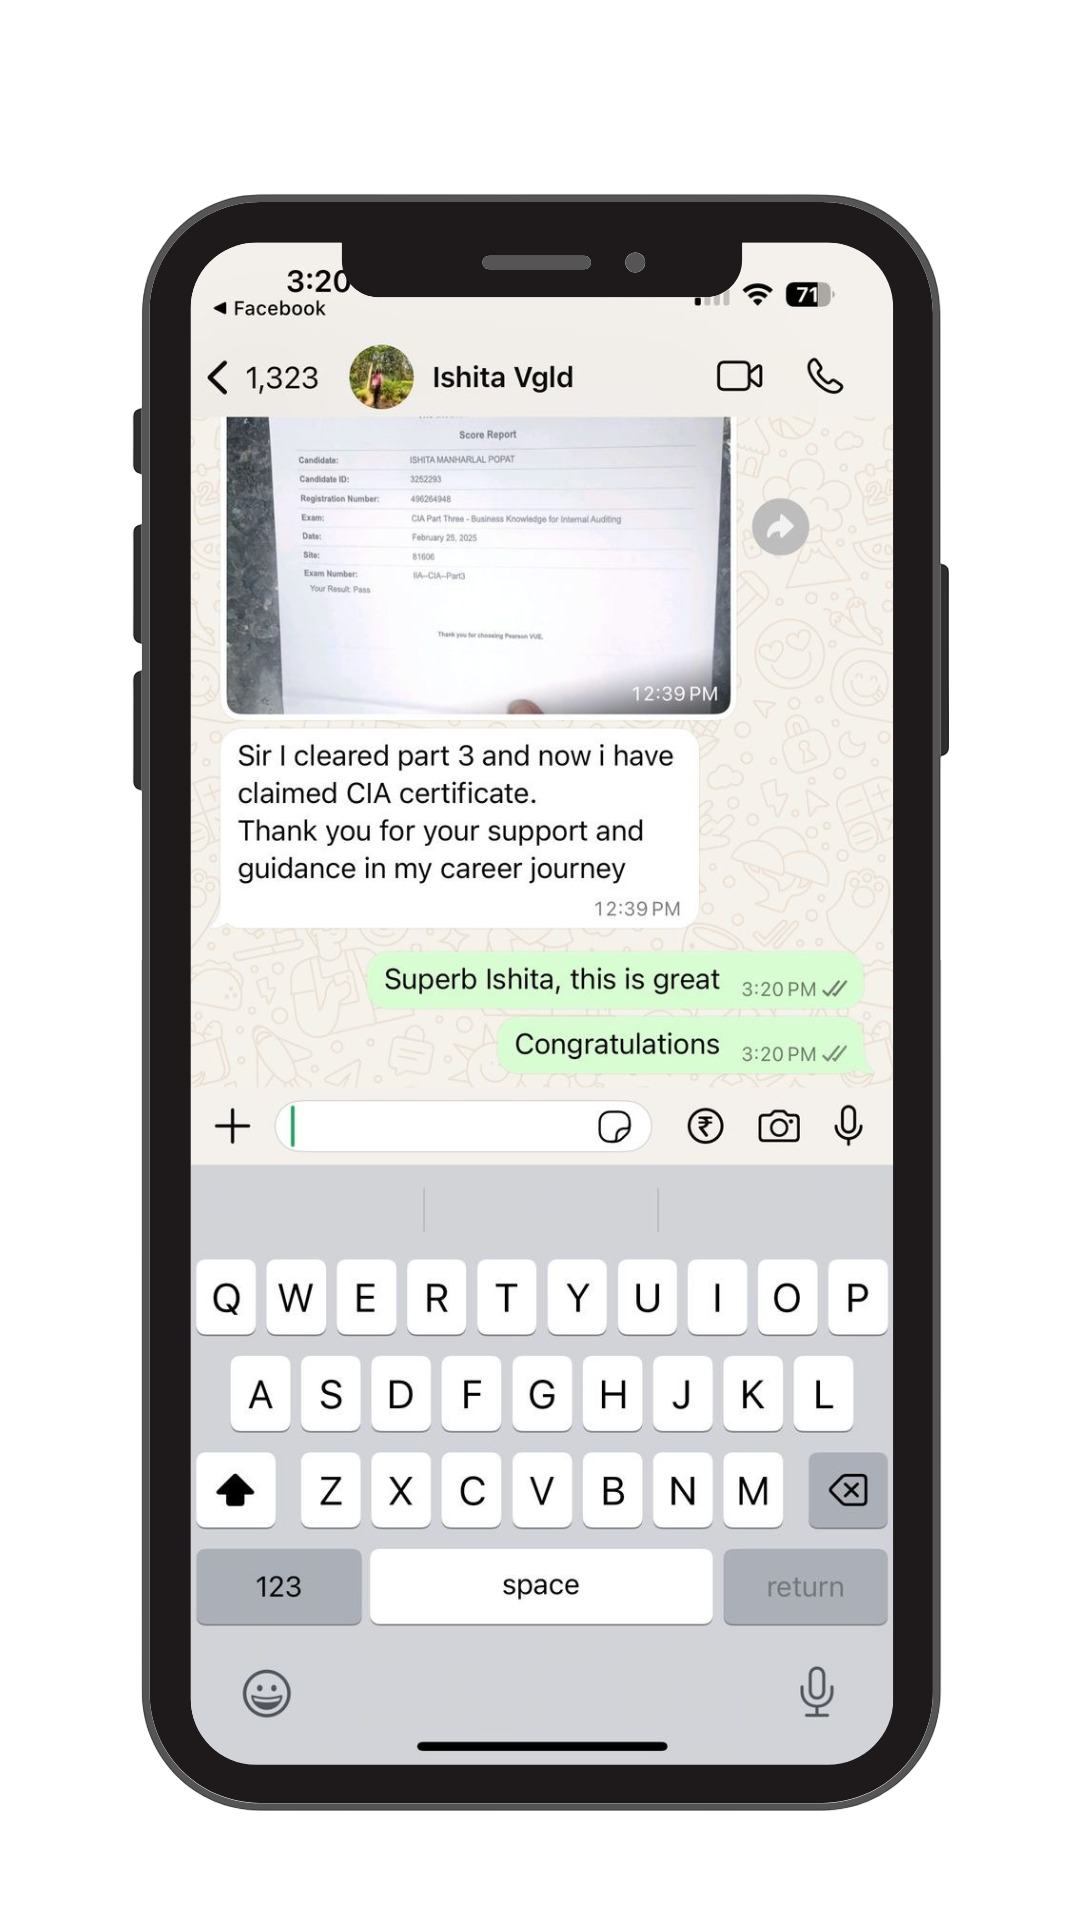 3:20
71
◀ Facebook
1,323
Ishita Vgld
Score Report
Candidate: ISHITA MANHARLAL POPAT
Candidate ID: 3252293
Registration Number: 496264948
Exam: CIA Part Three - Business Knowledge for Internal Auditing
Date: February 25, 2025
Site: 81606
Exam Number: IIA--CIA--Part3
Your Result: Pass
Thank you for choosing Pearson VUE.
12:39 PM
Sir I cleared part 3 and now i have
claimed CIA certificate.
Thank you for your support and
guidance in my career journey
12:39 PM
Superb Ishita, this is great 3:20 PM
Congratulations 3:20 PM
₹
Q W E R T Y U I O P
A S D F G H J K L
Z X C V B N M
123 space return